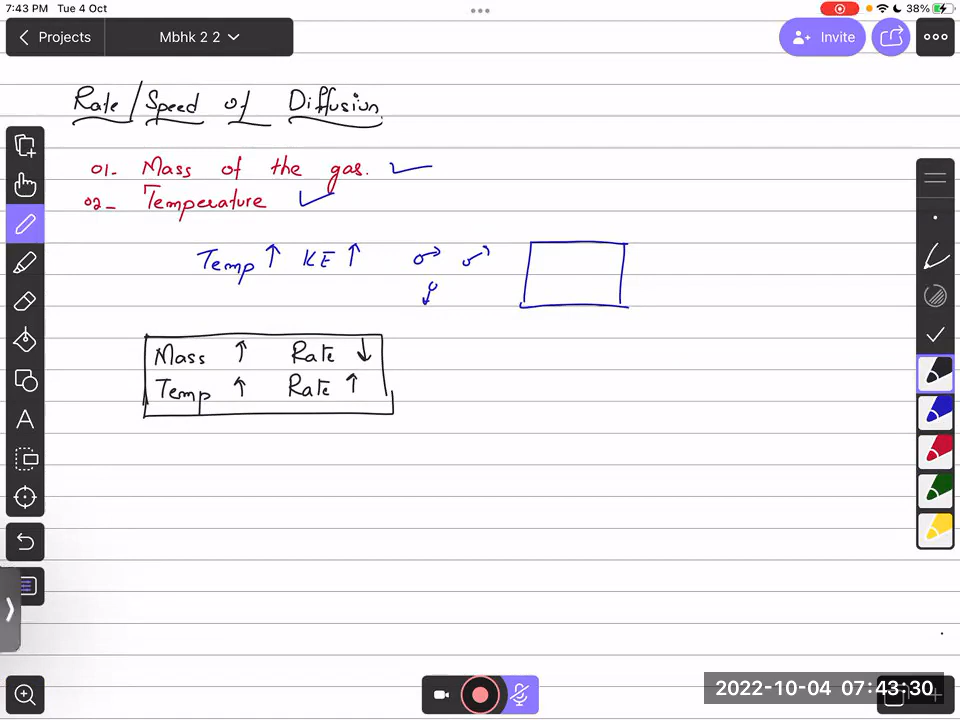 7:43 PM Tue 4 Oct
38%
Projects
Mbhk 2 2
Invite
Rate/Speed of Diffusion
01- Mass of the gas.
02- Temperature
Temp ↑ KE ↑
Mass ↑ Rate ↓
Temp ↑ Rate ↑
A
2022-10-04 07:43:30